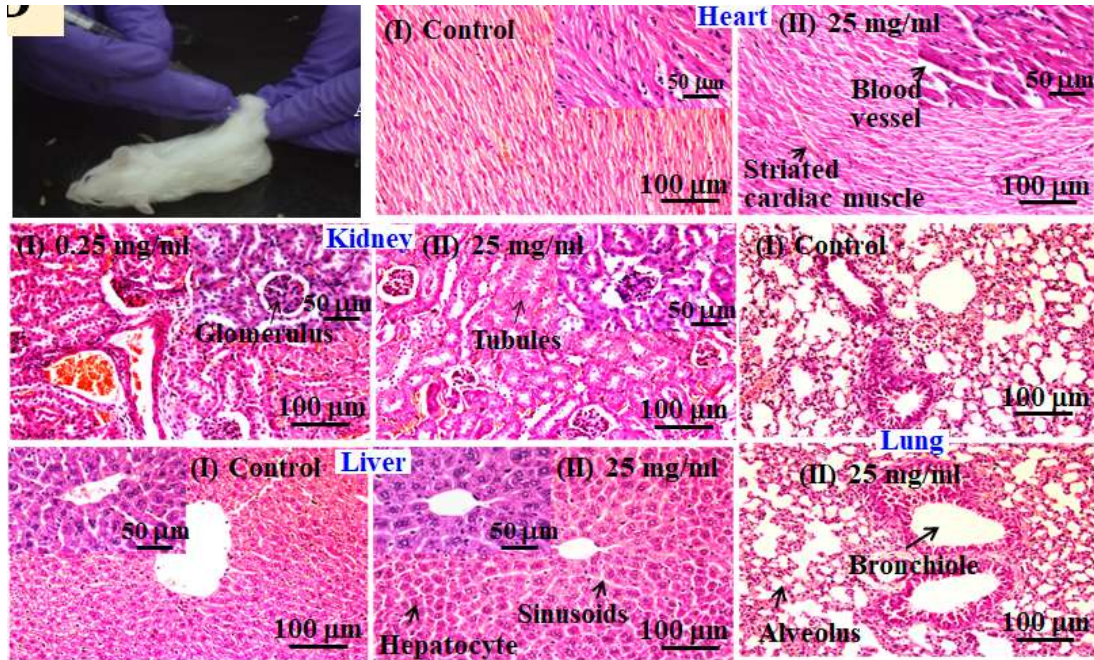 D
Heart
(I) Control
50 µm
100 µm
(II) 25 mg/ml
50 µm
Blood
vessel
Striated
cardiac muscle
100 µm
Kidney
(I) 0.25 mg/ml
50 µm
Glomerulus
100 µm
(II) 25 mg/ml
50 µm
Tubules
100 µm
(I) Control
100 µm
Liver
(I) Control
50 µm
100 µm
(II) 25 mg/ml
50 µm
Sinusoids
Hepatocyte
100 µm
Lung
(II) 25 mg/ml
Bronchiole
Alveolns
100 µm